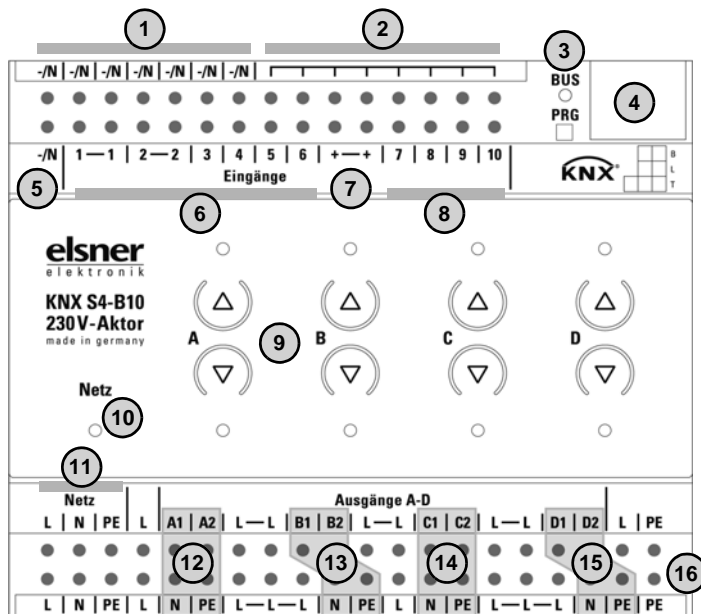 1 2 3
-/N -/N -/N -/N -/N -/N -/N BUS
4
PRG
-/N 1 — 1 2 — 2 3 4 5 6 + — + 7 8 9 10
Eingänge
KNX®
B
L
T
5 6 7 8
elsner
elektronik
KNX S4-B10
230V-Aktor
made in germany
A B C D
9
Netz
10
11
Netz Ausgänge A-D
L N PE L A1 A2 L — L B1 B2 L — L C1 C2 L — L D1 D2 L PE
12 13 14 15 16
L N PE L N PE L — L — L N PE L N PE L — L — L N PE L PE